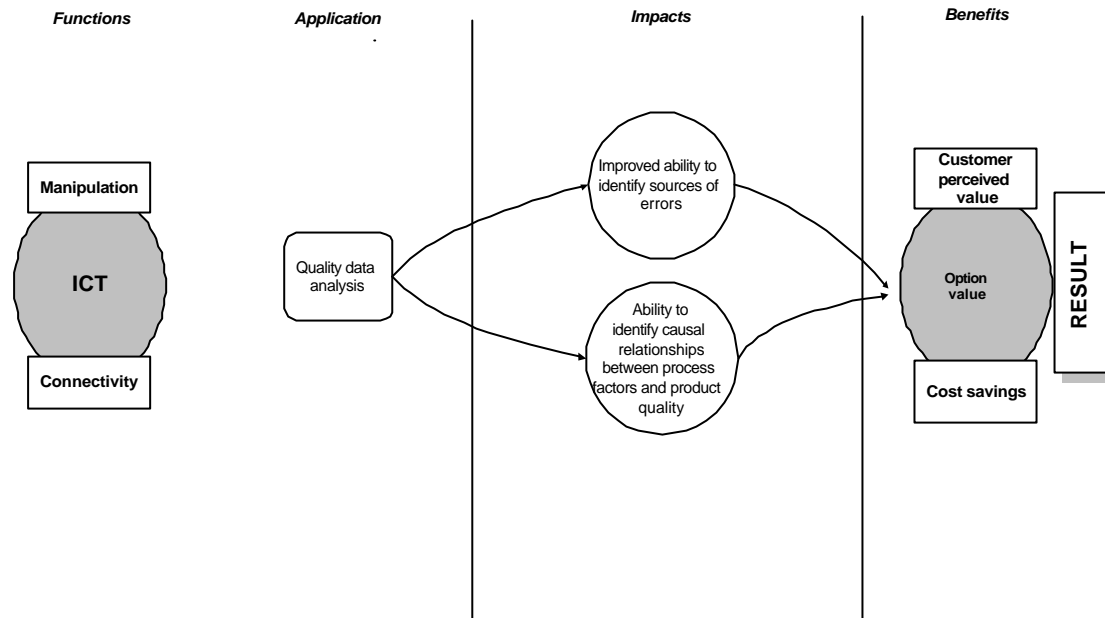 Functions
Application
.
Impacts
Benefits
Manipulation
ICT
Connectivity
Quality data
analysis
Improved ability to
identify sources of
errors
Ability to
identify causal
relationships
between process
factors and product
quality
Customer
perceived
value
Option
value
Cost savings
RESULT